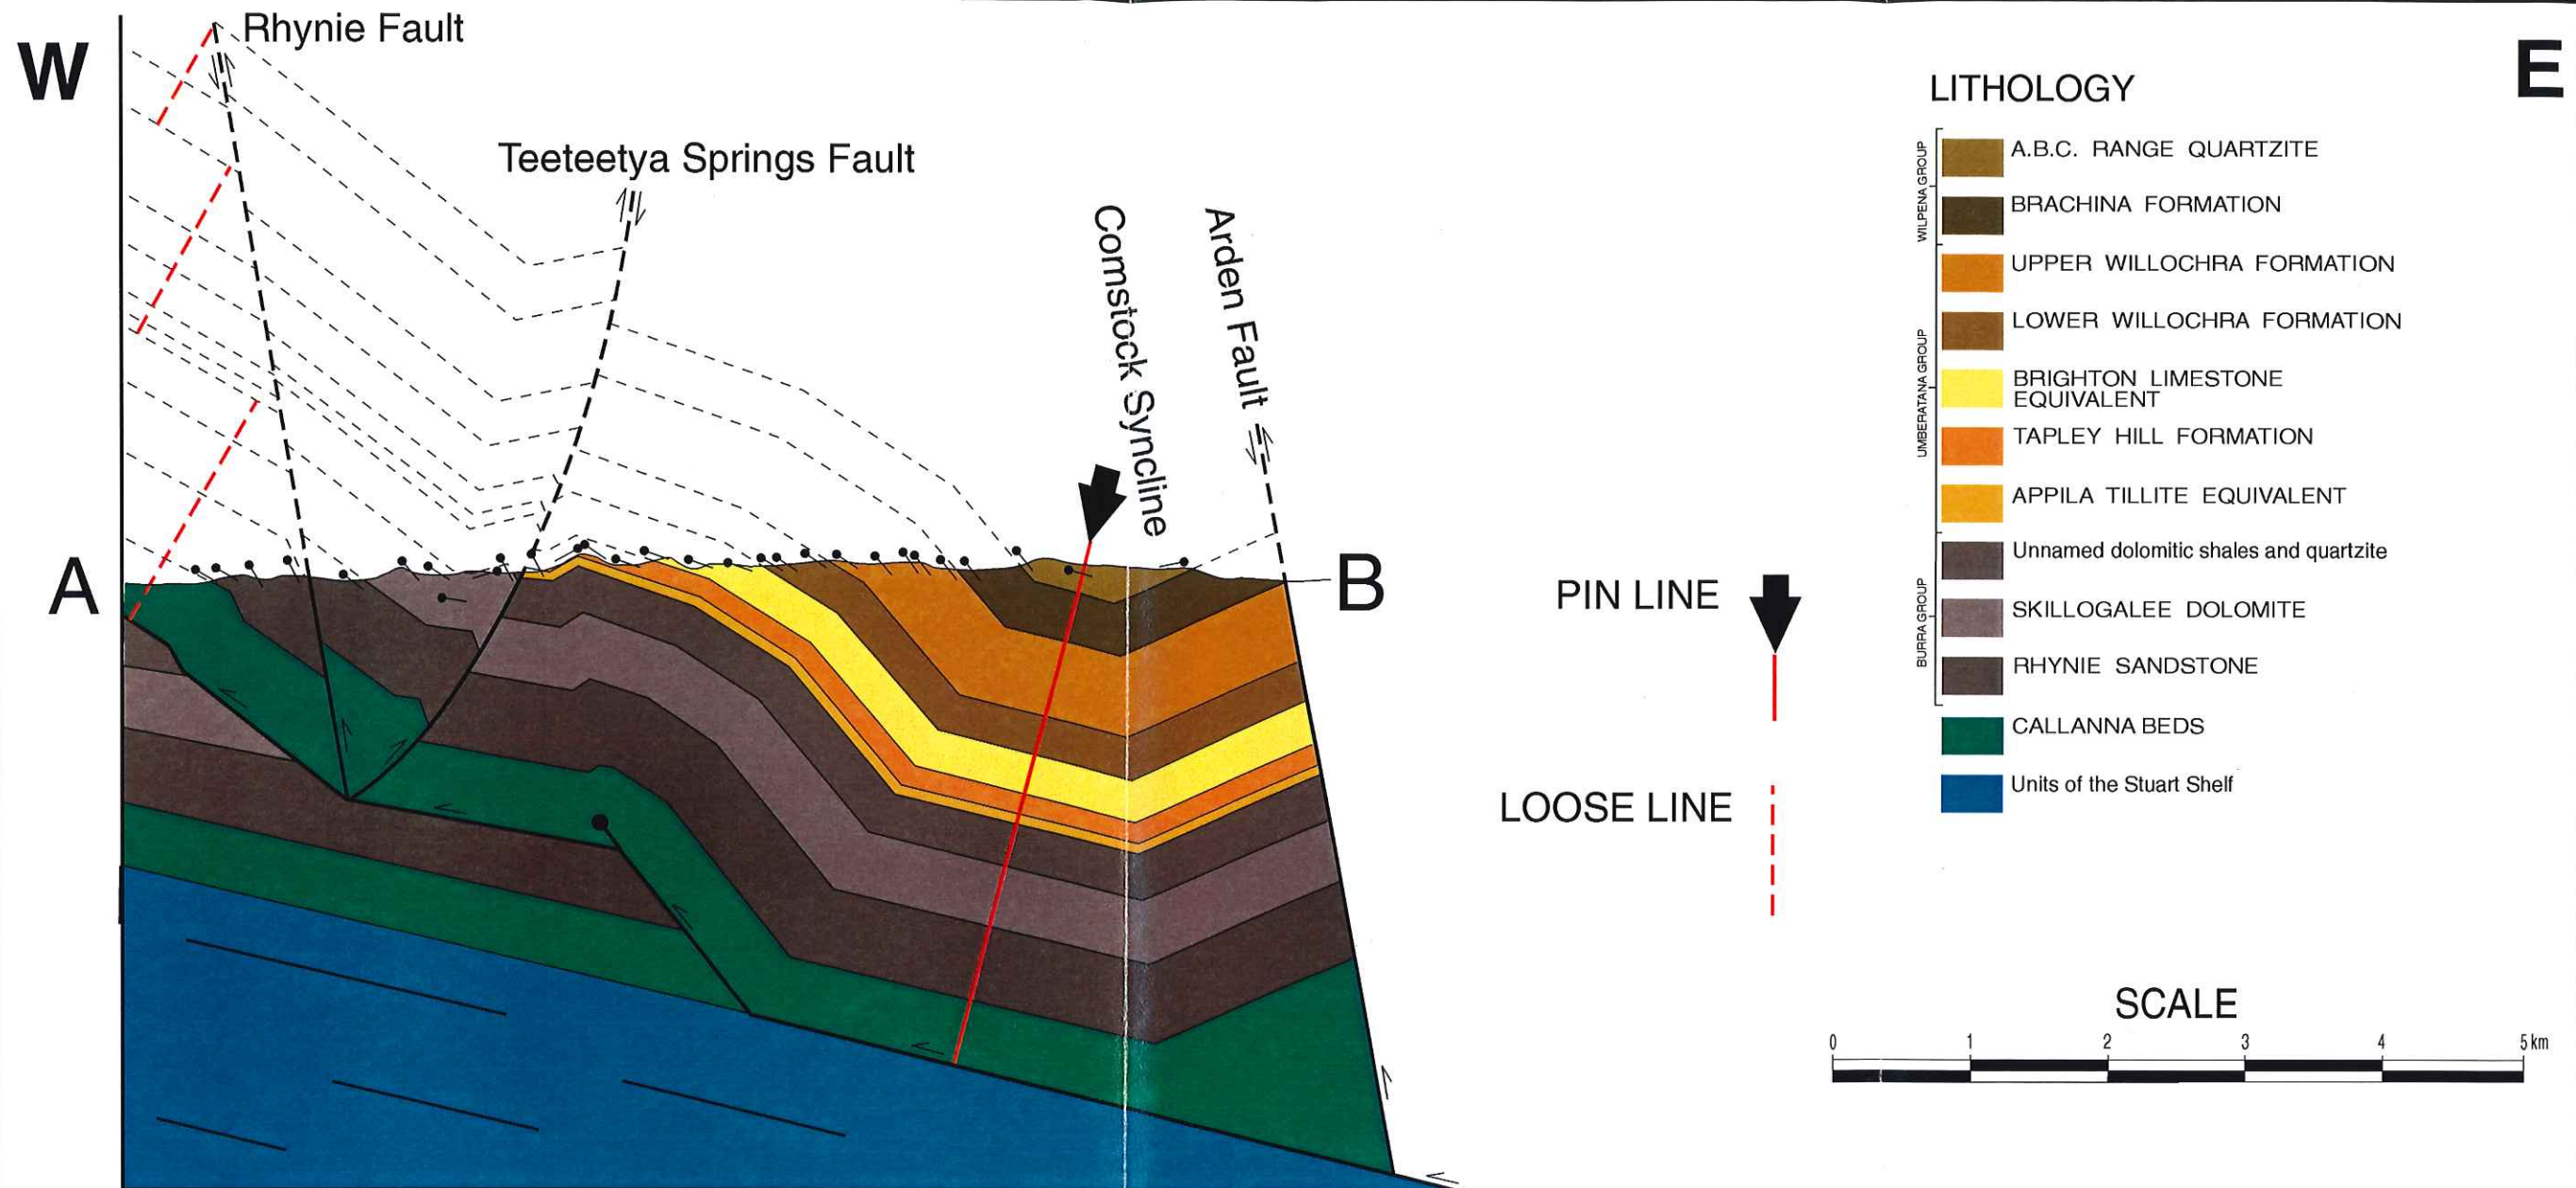 W
Rhynie Fault
Teeteetya Springs Fault
Comstock Syncline
Arden Fault
A
B
PIN LINE
LOOSE LINE
E
LITHOLOGY
WILPENA GROUP
A.B.C. RANGE QUARTZITE
BRACHINA FORMATION
UMBERATANA GROUP
UPPER WILLOCHRA FORMATION
LOWER WILLOCHRA FORMATION
BRIGHTON LIMESTONE
EQUIVALENT
TAPLEY HILL FORMATION
APPILA TILLITE EQUIVALENT
BURRA GROUP
Unnamed dolomitic shales and quartzite
SKILLOGALEE DOLOMITE
RHYNIE SANDSTONE
CALLANNA BEDS
Units of the Stuart Shelf
SCALE
0 1 2 3 4 5 km